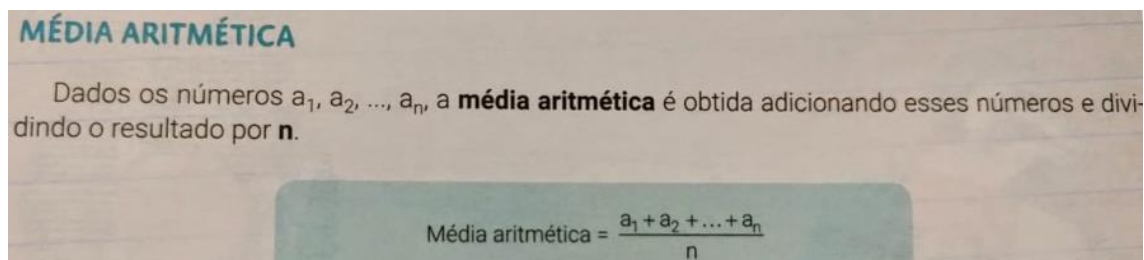 MÉDIA ARITMÉTICA
Dados os números a₁, a₂, ..., aₙ, a média aritmética é obtida adicionando esses números e divi-
dindo o resultado por n.
Média aritmética = (a₁ + a₂ + ... + aₙ) / n